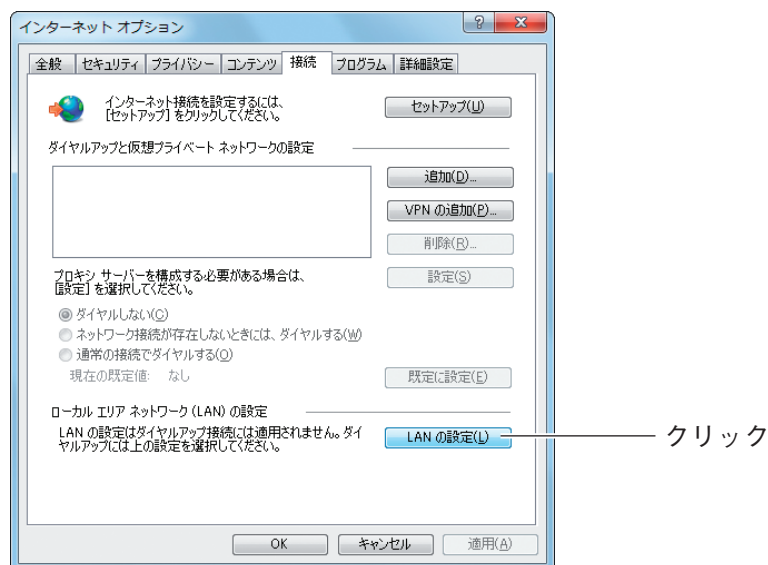 インターネット オプション
全般 セキュリティ プライバシー コンテンツ 接続 プログラム 詳細設定
インターネット接続を設定するには、
[セットアップ] をクリックしてください。
セットアップ(U)
ダイヤルアップと仮想プライベート ネットワークの設定
追加(D)...
VPN の追加(P)...
削除(R)...
プロキシ サーバーを構成する必要がある場合は、
[設定] を選択してください。
設定(S)
ダイヤルしない(C)
ネットワーク接続が存在しないときには、ダイヤルする(W)
通常の接続でダイヤルする(O)
現在の既定値: なし
既定に設定(E)
ローカル エリア ネットワーク (LAN) の設定
LAN の設定はダイヤルアップ接続には適用されません。ダイ
ヤルアップには上の設定を選択してください。
LAN の設定(L)
クリック
OK キャンセル 適用(A)